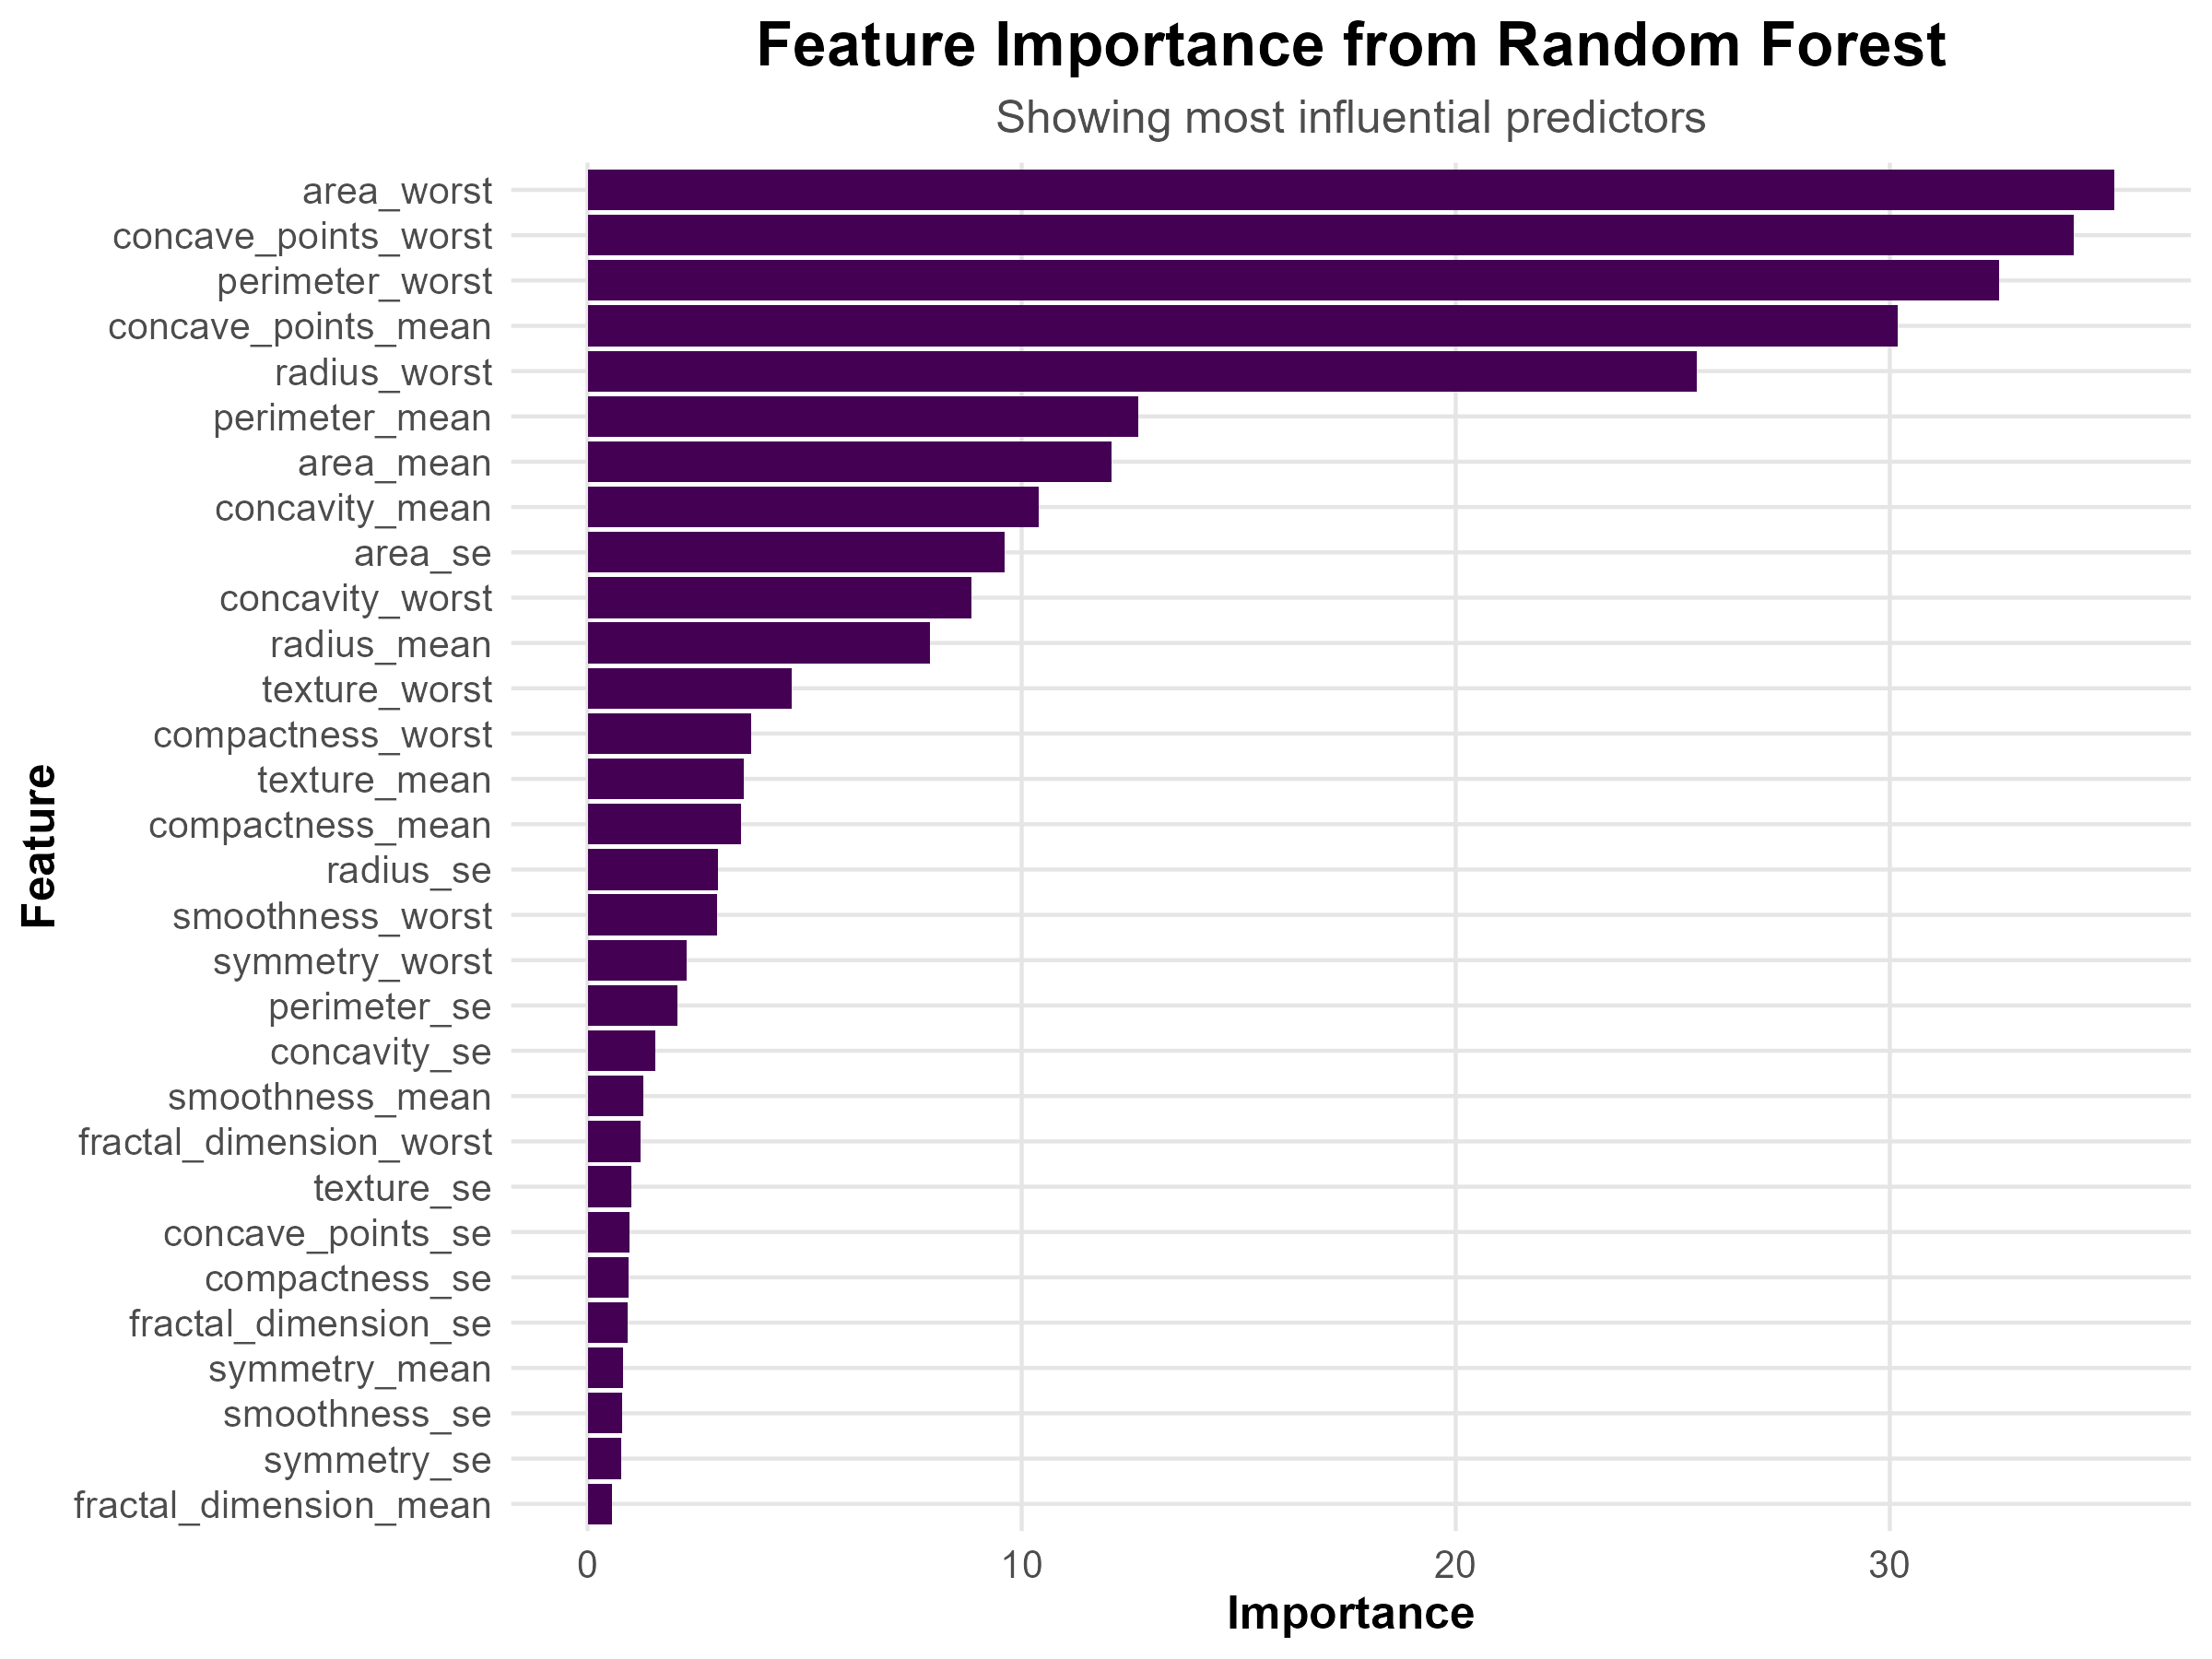 Feature Importance from Random Forest
Showing most influential predictors
area_worst
concave_points_worst
perimeter_worst
concave_points_mean
radius_worst
perimeter_mean
area_mean
concavity_mean
area_se
concavity_worst
radius_mean
texture_worst
compactness_worst
texture_mean
compactness_mean
radius_se
smoothness_worst
symmetry_worst
perimeter_se
concavity_se
smoothness_mean
fractal_dimension_worst
texture_se
concave_points_se
compactness_se
fractal_dimension_se
symmetry_mean
smoothness_se
symmetry_se
fractal_dimension_mean
Feature
0 10 20 30
Importance